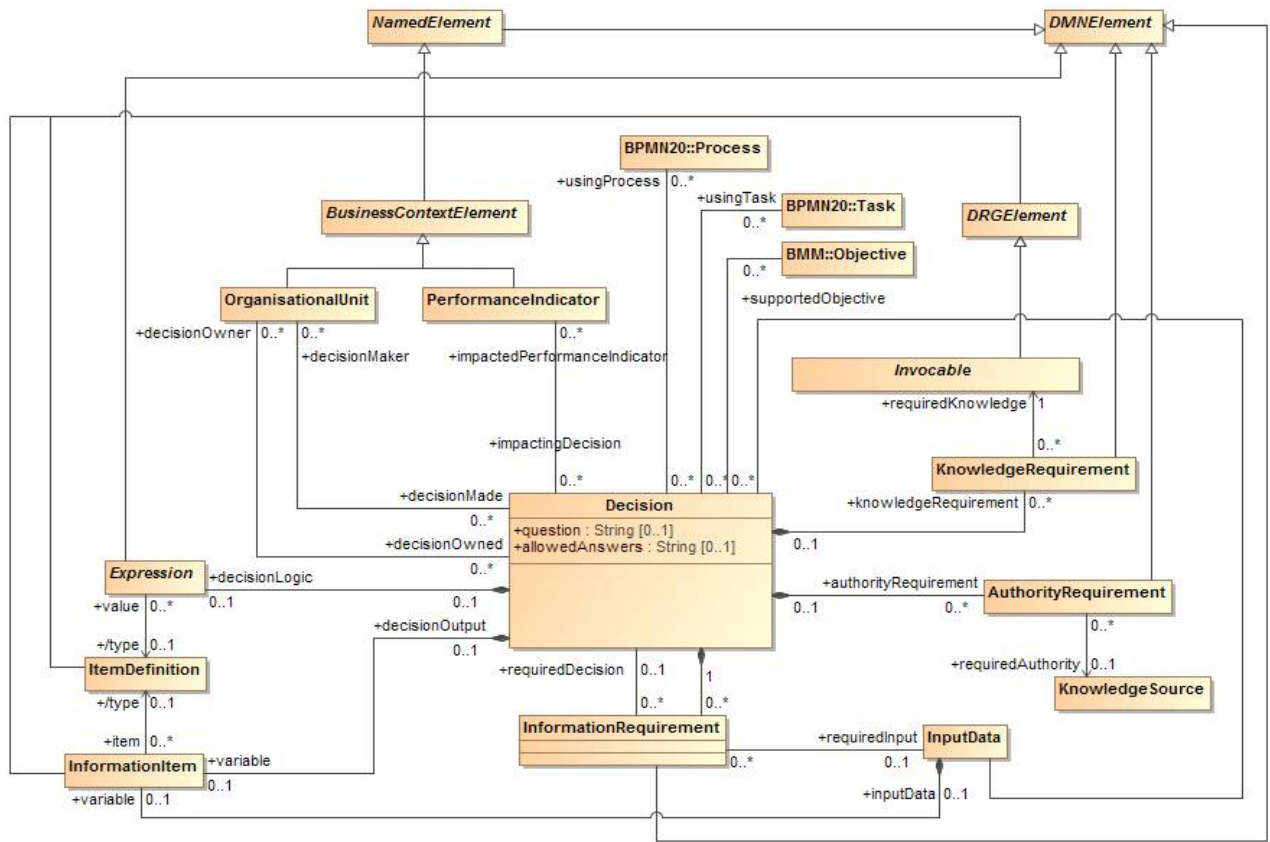 NamedElement
DMNElement
BPMN20::Process
+usingProcess 0..*
+usingTask
BPMN20::Task
0..*
BusinessContextElement
DRGElement
BMM::Objective
0..*
OrganisationalUnit
PerformanceIndicator
+supportedObjective
+decisionOwner 0..* 0..*
0..*
+decisionMaker
+impactedPerformanceIndicator
Invocable
+requiredKnowledge 1
+impactingDecision
0..*
KnowledgeRequirement
0..*
0..* 0..* 0..*
+decisionMade
0..*
Decision
+knowledgeRequirement 0..*
+question : String [0..1]
+allowedAnswers : String [0..1]
0..1
+decisionOwned
0..*
Expression
+decisionLogic
0..1
0..1
+authorityRequirement
0..1
0..*
AuthorityRequirement
+value 0..*
0..*
+decisionOutput
0..1
+/type 0..1
+requiredDecision 0..1
1
+requiredAuthority 0..1
ItemDefinition
KnowledgeSource
+/type 0..1
0..*
0..*
InformationRequirement
+item 0..*
+requiredInput
InputData
0..*
0..1
InformationItem
+variable
0..1
+variable 0..1
+inputData 0..1